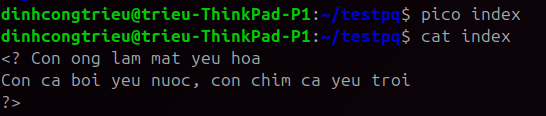 dinhcongtrieu@trieu-ThinkPad-P1:~/testpq$ pico index
dinhcongtrieu@trieu-ThinkPad-P1:~/testpq$ cat index
<? Con ong lam mat yeu hoa
Con ca boi yeu nuoc, con chim ca yeu troi
?>